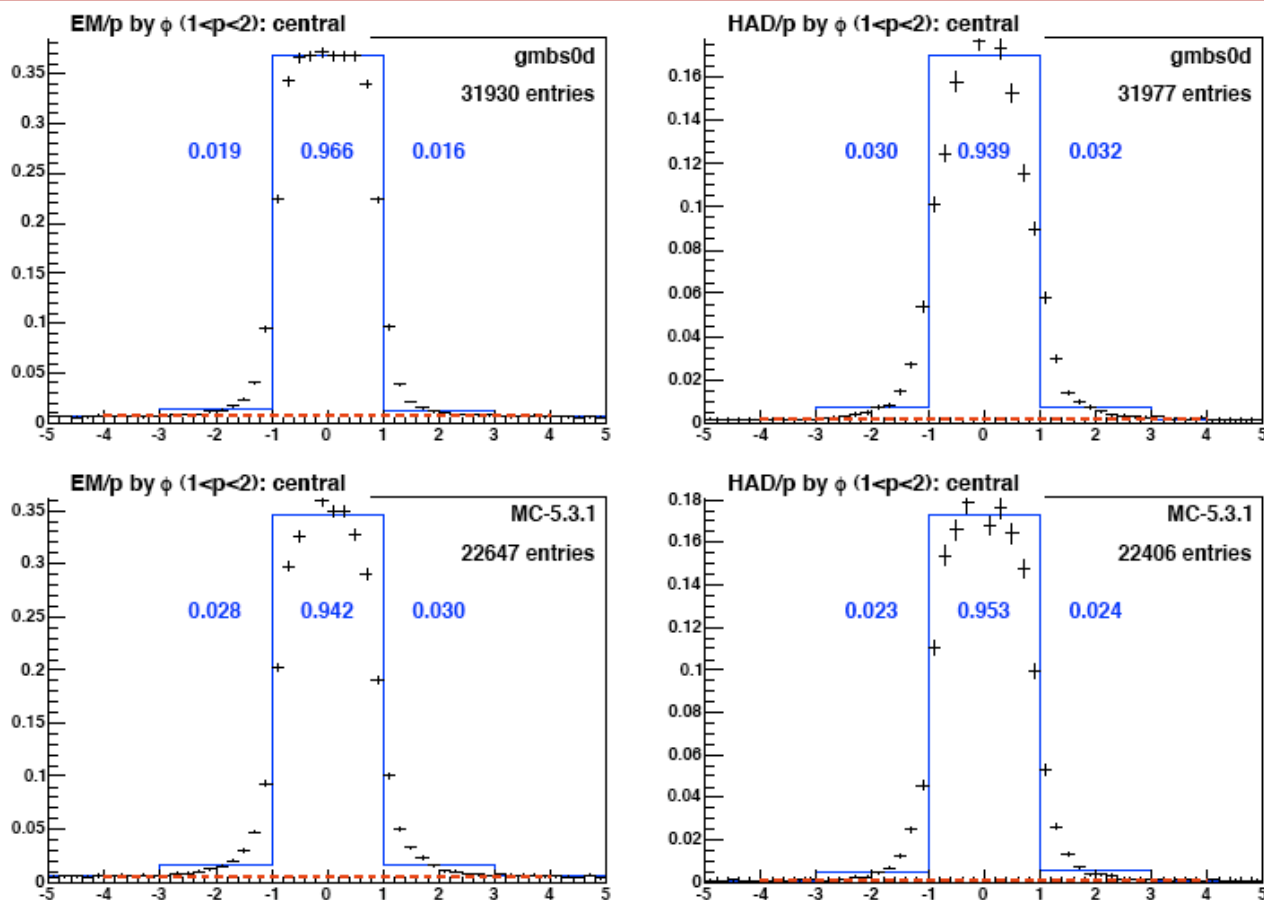 EM/p by ϕ (1<p<2): central
gmbs0d
31930 entries
0.019 0.966 0.016
0.35
0.3
0.25
0.2
0.15
0.1
0.05
0
-5 -4 -3 -2 -1 0 1 2 3 4 5
HAD/p by ϕ (1<p<2): central
gmbs0d
31977 entries
0.030 0.939 0.032
0.16
0.14
0.12
0.1
0.08
0.06
0.04
0.02
0
-5 -4 -3 -2 -1 0 1 2 3 4 5
EM/p by ϕ (1<p<2): central
MC-5.3.1
22647 entries
0.028 0.942 0.030
0.35
0.3
0.25
0.2
0.15
0.1
0.05
0
-5 -4 -3 -2 -1 0 1 2 3 4 5
HAD/p by ϕ (1<p<2): central
MC-5.3.1
22406 entries
0.023 0.953 0.024
0.18
0.16
0.14
0.12
0.1
0.08
0.06
0.04
0.02
0
-5 -4 -3 -2 -1 0 1 2 3 4 5